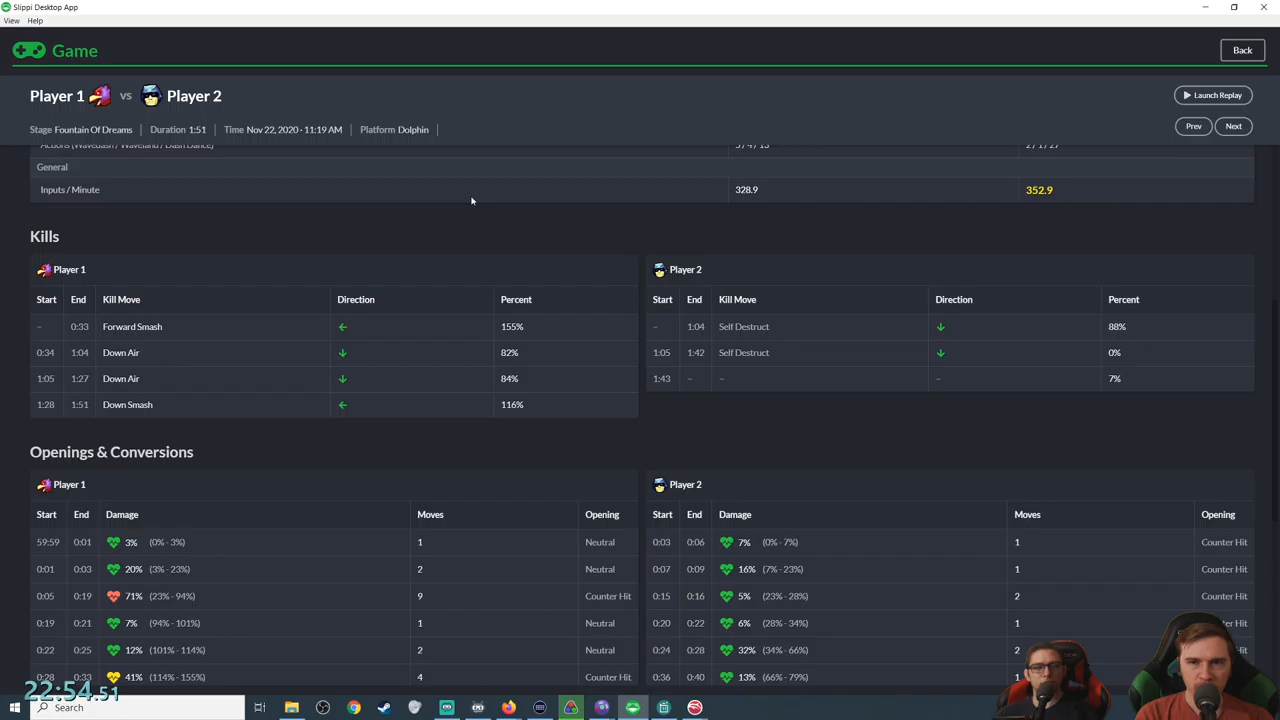 Slippi Desktop App
View Help
Game
Back
Player 1 vs Player 2
Launch Replay
Stage Fountain Of Dreams Duration 1:51 Time Nov 22, 2020 · 11:19 AM Platform Dolphin
Prev Next
Actions (Wavedash / Waveland / Dash Dance) 5 / 4 / 13 2 / 1 / 27
General
Inputs / Minute 328.9 352.9
Kills
Player 1
Start End Kill Move Direction Percent
– 0:33 Forward Smash ← 155%
0:34 1:04 Down Air ↓ 82%
1:05 1:27 Down Air ↓ 84%
1:28 1:51 Down Smash ← 116%
Player 2
Start End Kill Move Direction Percent
– 1:04 Self Destruct ↓ 88%
1:05 1:42 Self Destruct ↓ 0%
1:43 – – – 7%
Openings & Conversions
Player 1
Start End Damage Moves Opening
59:59 0:01 3% (0% - 3%) 1 Neutral
0:01 0:03 20% (3% - 23%) 2 Neutral
0:05 0:19 71% (23% - 94%) 9 Counter Hit
0:19 0:21 7% (94% - 101%) 1 Neutral
0:22 0:25 12% (101% - 114%) 2 Neutral
0:28 0:33 41% (114% - 155%) 4 Counter Hit
Player 2
Start End Damage Moves Opening
0:03 0:06 7% (0% - 7%) 1 Counter Hit
0:07 0:09 16% (7% - 23%) 1 Counter Hit
0:15 0:16 5% (23% - 28%) 2 Counter Hit
0:20 0:22 6% (28% - 34%) 1
0:24 0:28 32% (34% - 66%) 2
0:36 0:40 13% (66% - 79%) 1
22:54.51
Search